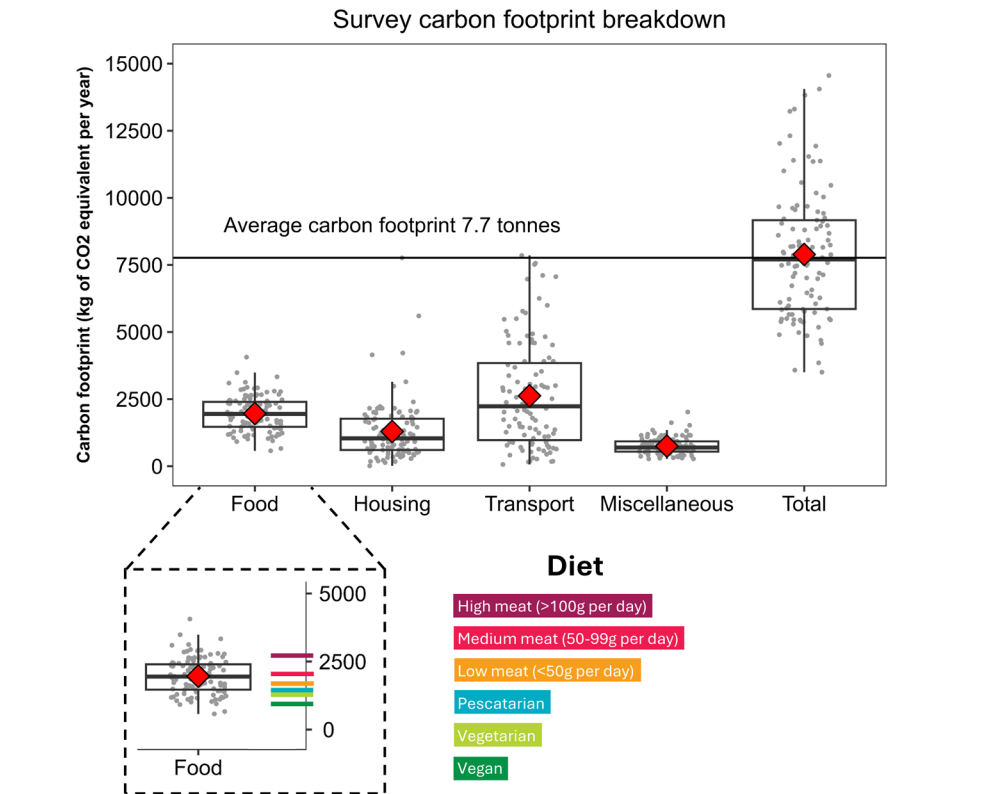 Survey carbon footprint breakdown
Carbon footprint (kg of CO2 equivalent per year)
15000
12500
10000
7500
5000
2500
0
Average carbon footprint 7.7 tonnes
Food Housing Transport Miscellaneous Total
5000
2500
0
Food
Diet
High meat (>100g per day)
Medium meat (50-99g per day)
Low meat (<50g per day)
Pescatarian
Vegetarian
Vegan